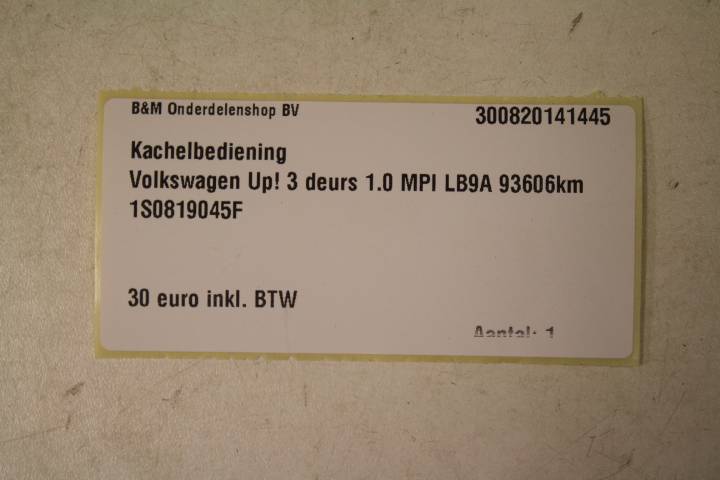 B&M Onderdelenshop BV 300820141445
Kachelbediening
Volkswagen Up! 3 deurs 1.0 MPI LB9A 93606km
1S0819045F
30 euro inkl. BTW
Aantal: 1